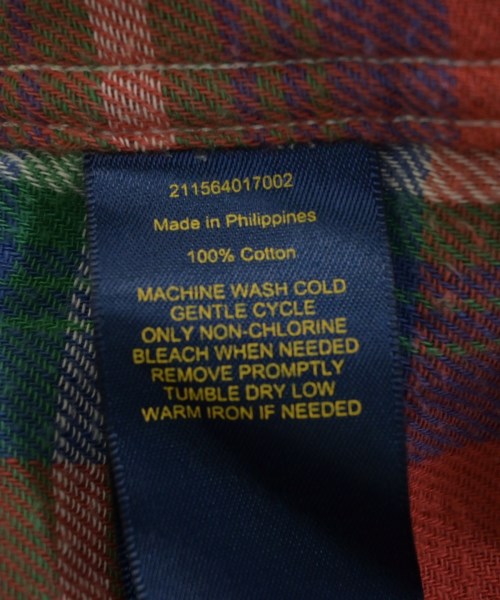 211564017002
Made in Philippines
100% Cotton
MACHINE WASH COLD
GENTLE CYCLE
ONLY NON-CHLORINE
BLEACH WHEN NEEDED
REMOVE PROMPTLY
TUMBLE DRY LOW
WARM IRON IF NEEDED